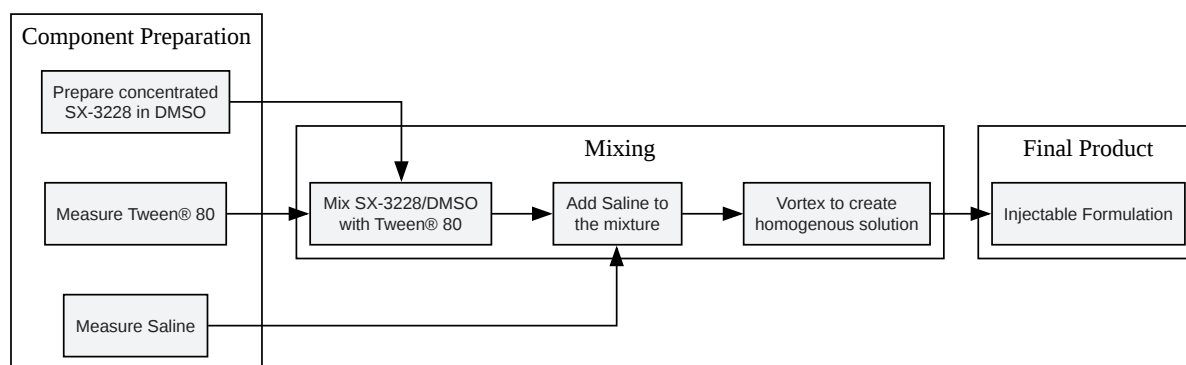 Component Preparation
Prepare concentrated
SX-3228 in DMSO
Measure Tween® 80
Measure Saline
Mixing
Mix SX-3228/DMSO
with Tween® 80
Add Saline to
the mixture
Vortex to create
homogenous solution
Final Product
Injectable Formulation